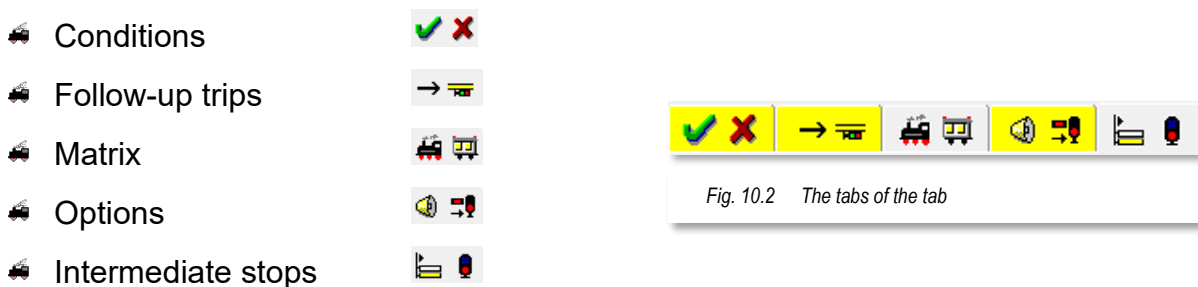 Conditions
Follow-up trips
Matrix
Options
Intermediate stops
Fig. 10.2 The tabs of the tab